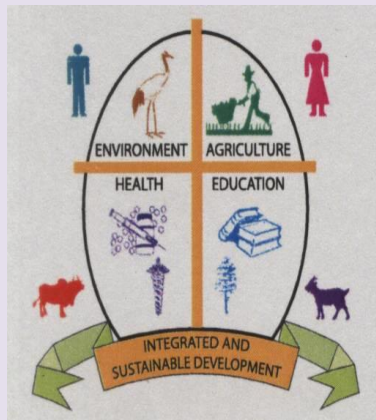 ENVIRONMENT AGRICULTURE
HEALTH EDUCATION
INTEGRATED AND
SUSTAINABLE DEVELOPMENT